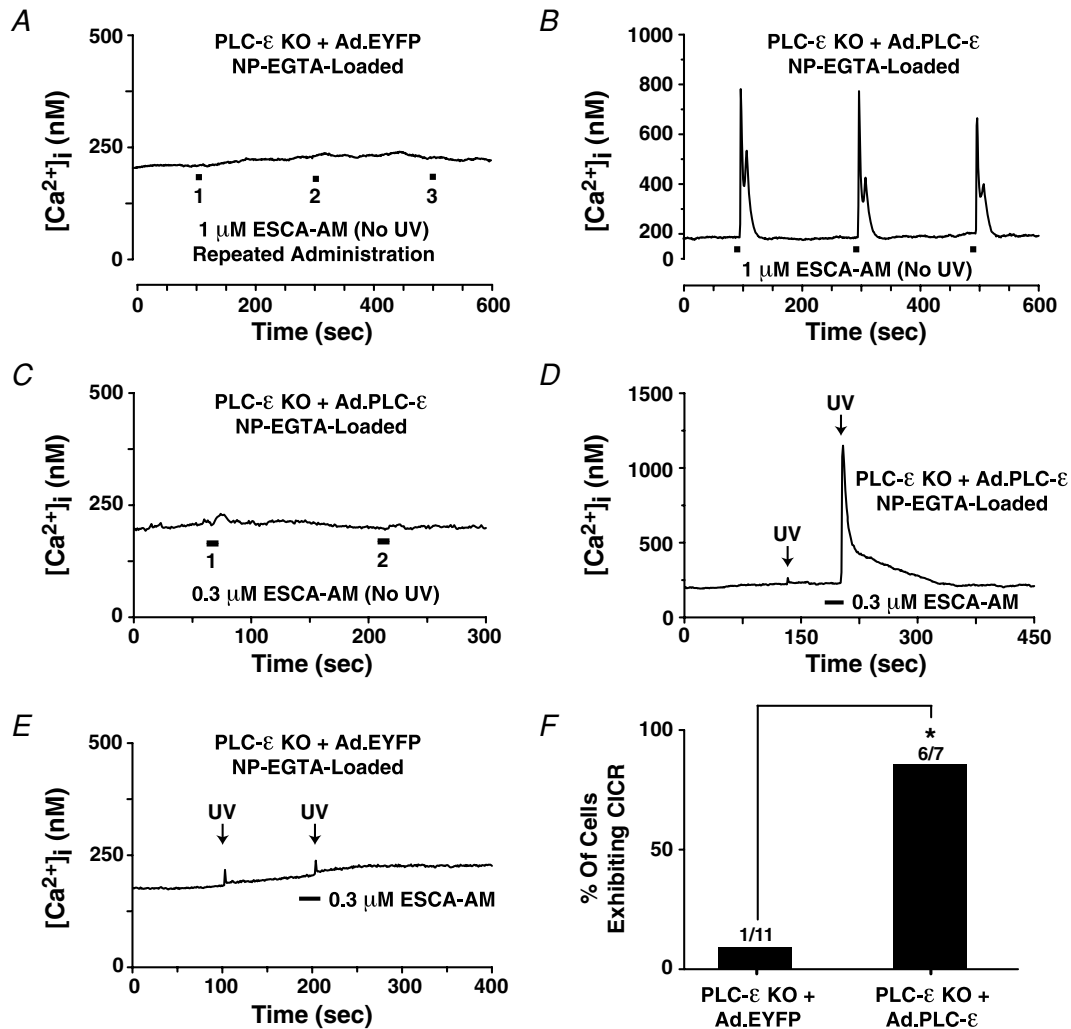 A
500
250
0
[Ca2+]i (nM)
PLC-ε KO + Ad.EYFP
NP-EGTA-Loaded
1 2 3
1 μM ESCA-AM (No UV)
Repeated Administration
0 200 400 600
Time (sec)
B
1000
800
600
400
200
0
[Ca2+]i (nM)
PLC-ε KO + Ad.PLC-ε
NP-EGTA-Loaded
1 μM ESCA-AM (No UV)
0 200 400 600
Time (sec)
C
500
250
0
[Ca2+]i (nM)
PLC-ε KO + Ad.PLC-ε
NP-EGTA-Loaded
1 2
0.3 μM ESCA-AM (No UV)
0 100 200 300
Time (sec)
D
1500
1000
500
0
[Ca2+]i (nM)
UV
UV
PLC-ε KO + Ad.PLC-ε
NP-EGTA-Loaded
0.3 μM ESCA-AM
0 150 300 450
Time (sec)
E
500
250
0
[Ca2+]i (nM)
PLC-ε KO + Ad.EYFP
NP-EGTA-Loaded
UV UV
0.3 μM ESCA-AM
0 100 200 300 400
Time (sec)
F
100
50
0
% Of Cells
Exhibiting CICR
*
6/7
1/11
PLC-ε KO +
Ad.EYFP
PLC-ε KO +
Ad.PLC-ε